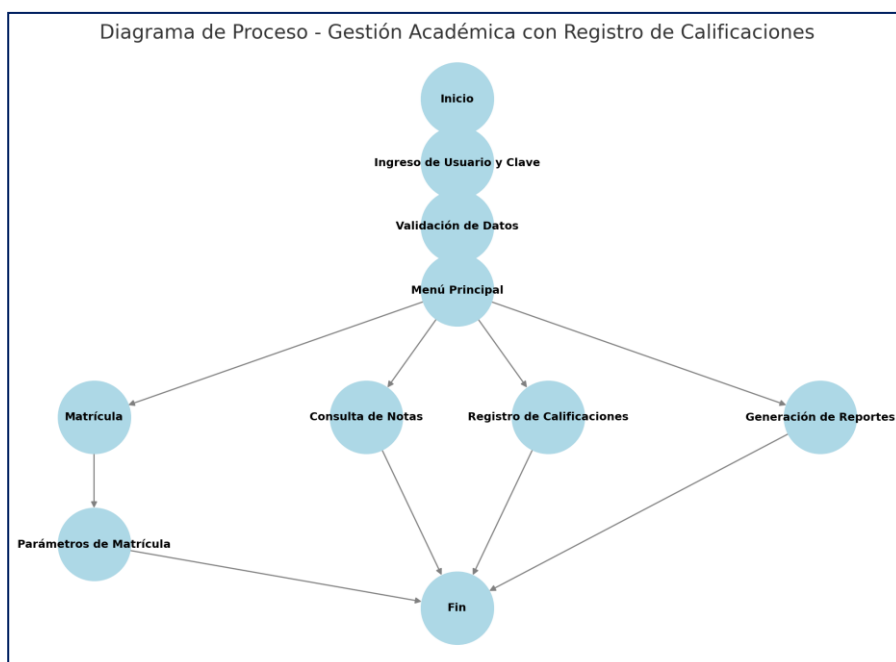 Diagrama de Proceso - Gestión Académica con Registro de Calificaciones
Inicio
Ingreso de Usuario y Clave
Validación de Datos
Menú Principal
Matrícula
Consulta de Notas
Registro de Calificaciones
Generación de Reportes
Parámetros de Matrícula
Fin